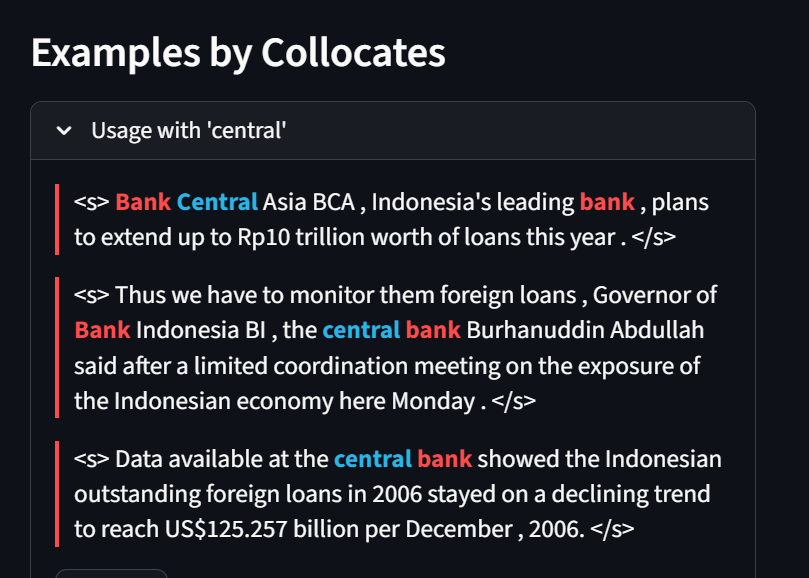 Examples by Collocates
Usage with 'central'
<s> Bank Central Asia BCA , Indonesia's leading bank , plans
to extend up to Rp10 trillion worth of loans this year . </s>
<s> Thus we have to monitor them foreign loans , Governor of
Bank Indonesia BI , the central bank Burhanuddin Abdullah
said after a limited coordination meeting on the exposure of
the Indonesian economy here Monday . </s>
<s> Data available at the central bank showed the Indonesian
outstanding foreign loans in 2006 stayed on a declining trend
to reach US$125.257 billion per December , 2006. </s>